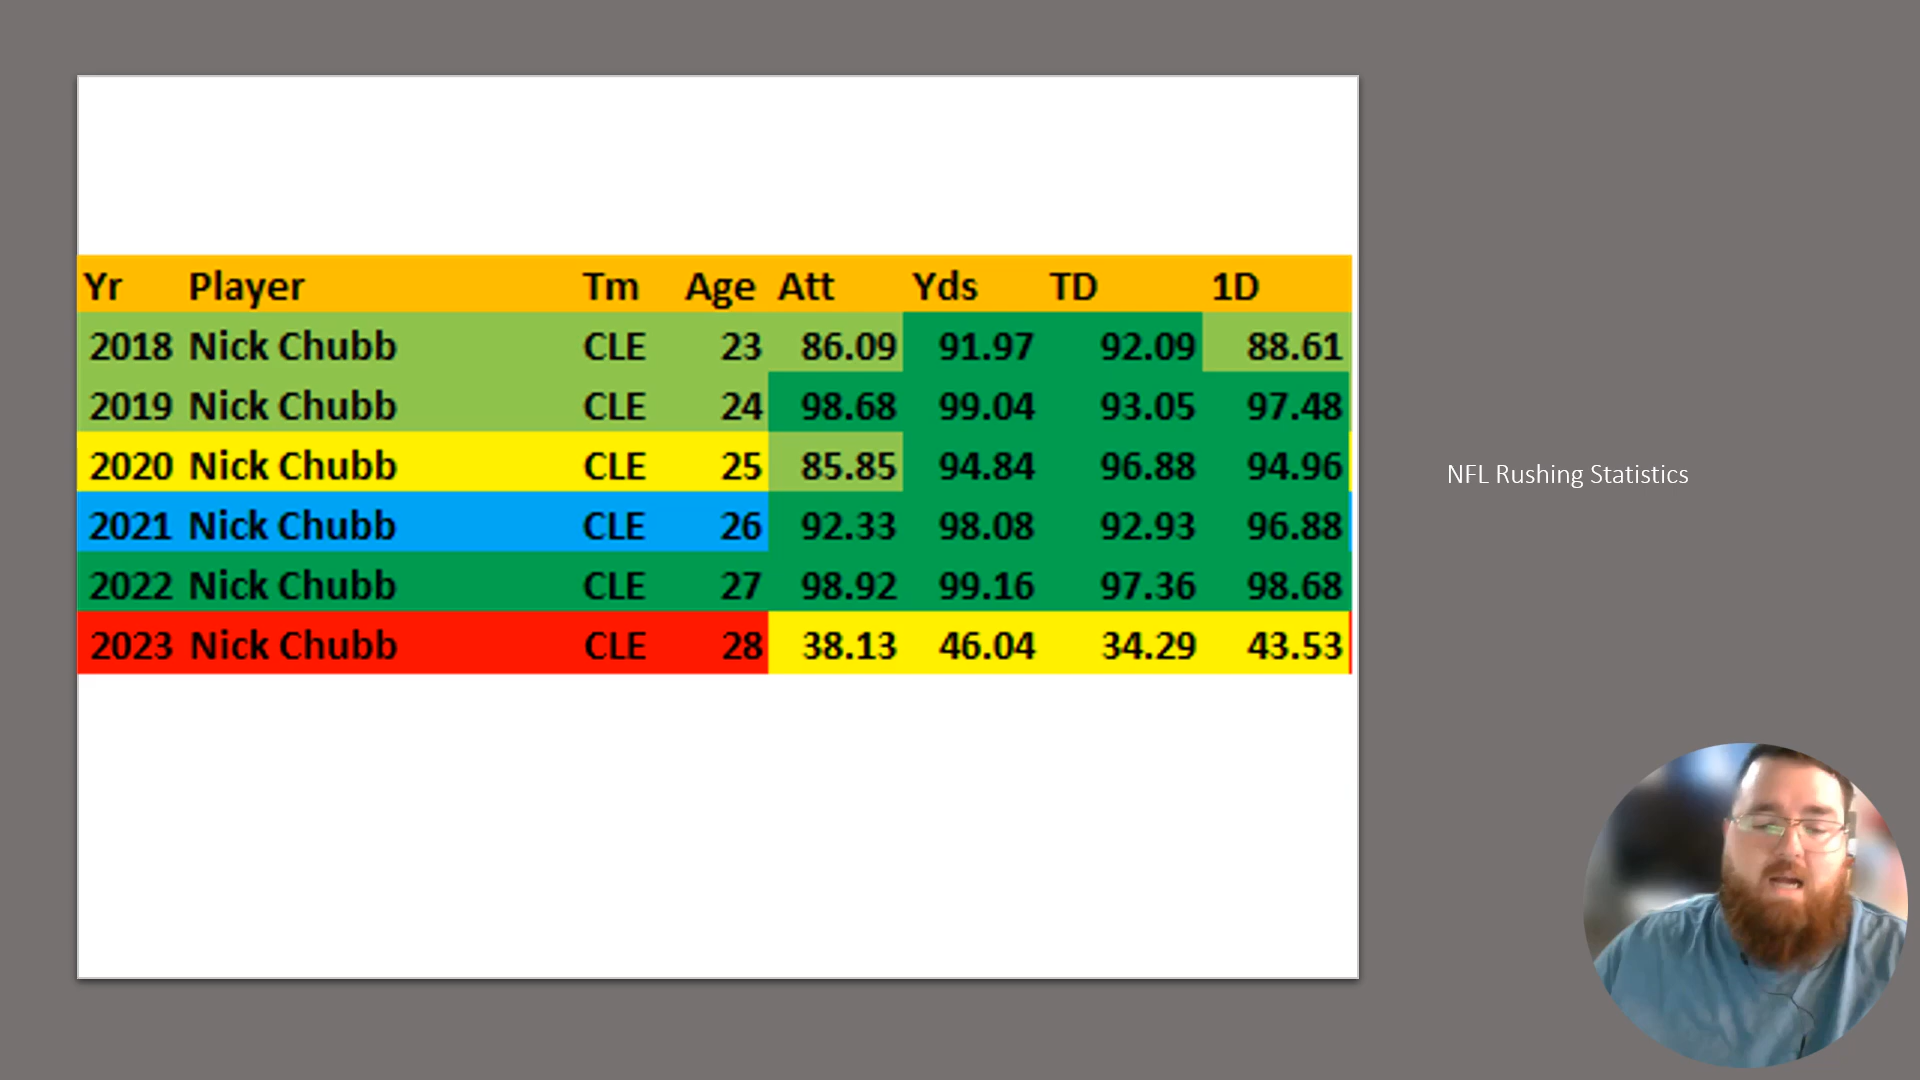 Yr Player Tm Age Att Yds TD 1D
2018 Nick Chubb CLE 23 86.09 91.97 92.09 88.61
2019 Nick Chubb CLE 24 98.68 99.04 93.05 97.48
2020 Nick Chubb CLE 25 85.85 94.84 96.88 94.96
2021 Nick Chubb CLE 26 92.33 98.08 92.93 96.88
2022 Nick Chubb CLE 27 98.92 99.16 97.36 98.68
2023 Nick Chubb CLE 28 38.13 46.04 34.29 43.53
NFL Rushing Statistics